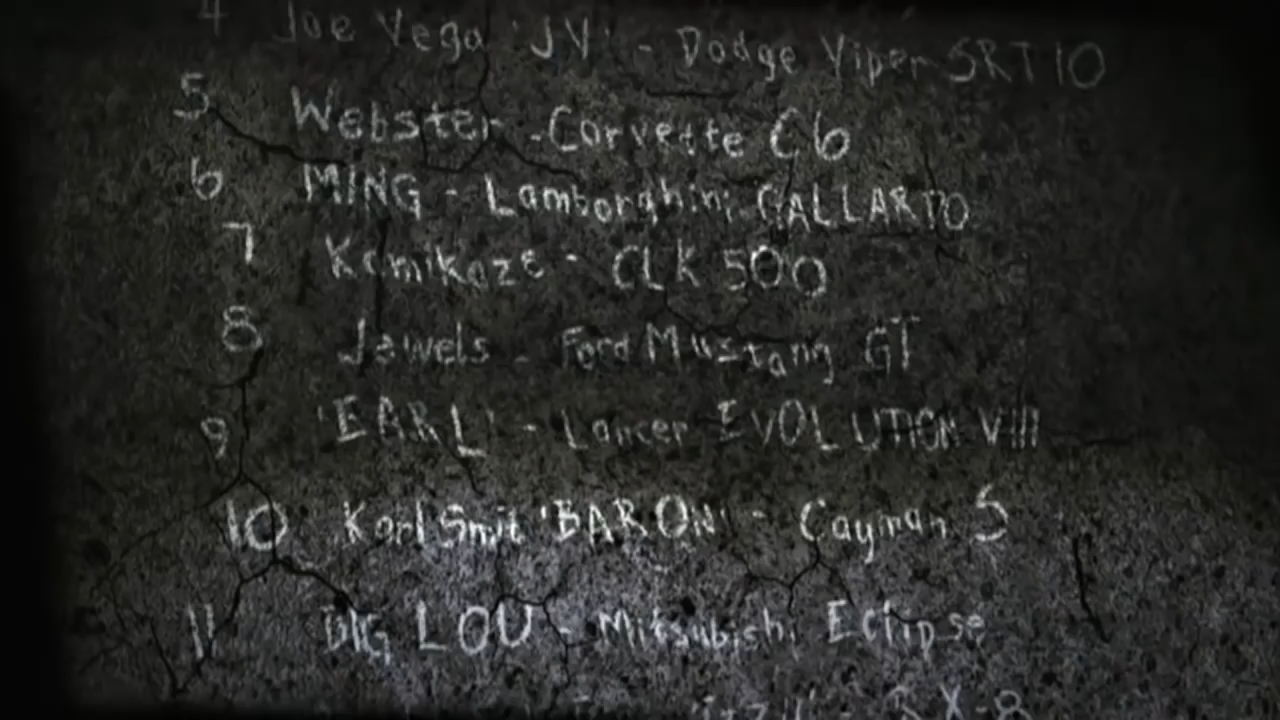 4 Joe Vega 'JV' - Dodge Viper SRT10
5 Webster - Corvette C6
6 MING - Lamborghini GALLARDO
7 Kamikaze - CLK 500
8 Jewels - Ford Mustang GT
9 'EARL' - Lancer EVOLUTION VIII
10 Karl Smit 'BARON' - Cayman S
11 BIG LOU - Mitsubishi Eclipse
- RX-8